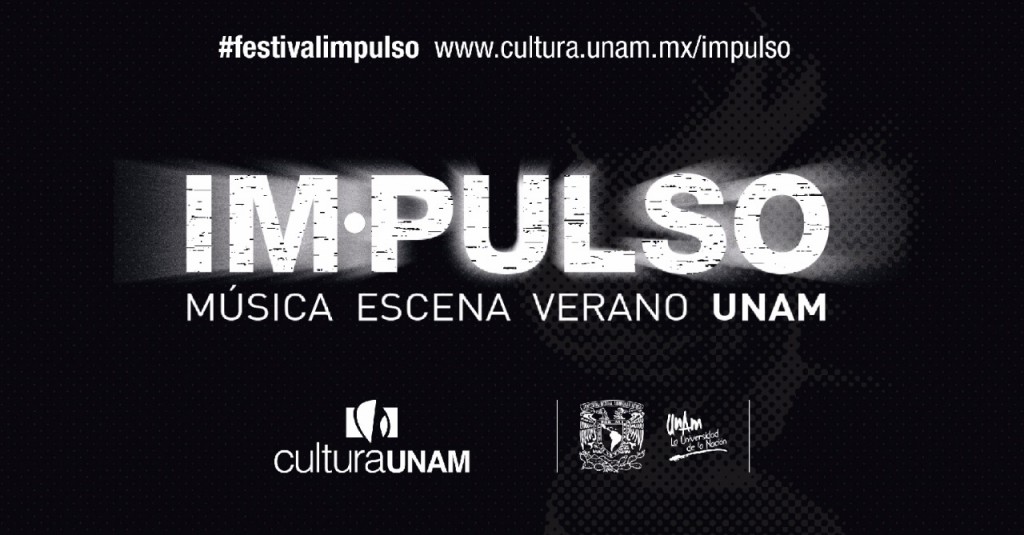 #festivalimpulso www.cultura.unam.mx/impulso
IM·PULSO
MÚSICA ESCENA VERANO UNAM
culturaUNAM
UnAm
La Universidad
de la Nación